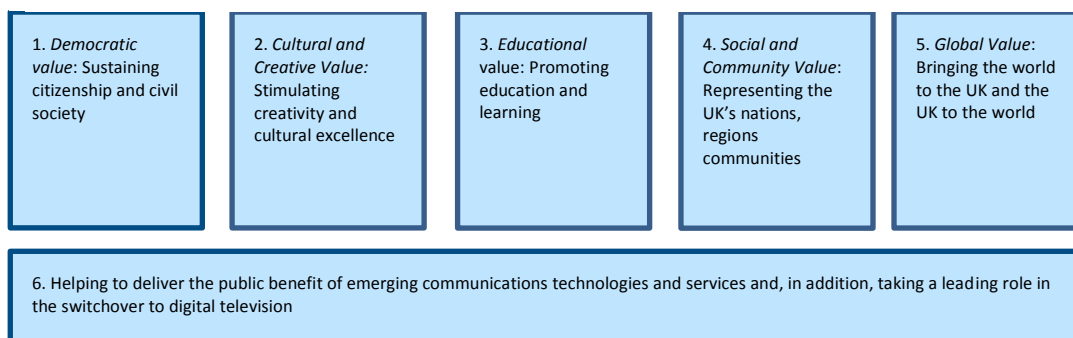 1. Democratic
value: Sustaining
citizenship and civil
society
2. Cultural and
Creative Value:
Stimulating
creativity and
cultural excellence
3. Educational
value: Promoting
education and
learning
4. Social and
Community Value:
Representing the
UK's nations,
regions
communities
5. Global Value:
Bringing the world
to the UK and the
UK to the world
6. Helping to deliver the public benefit of emerging communications technologies and services and, in addition, taking a leading role in
the switchover to digital television